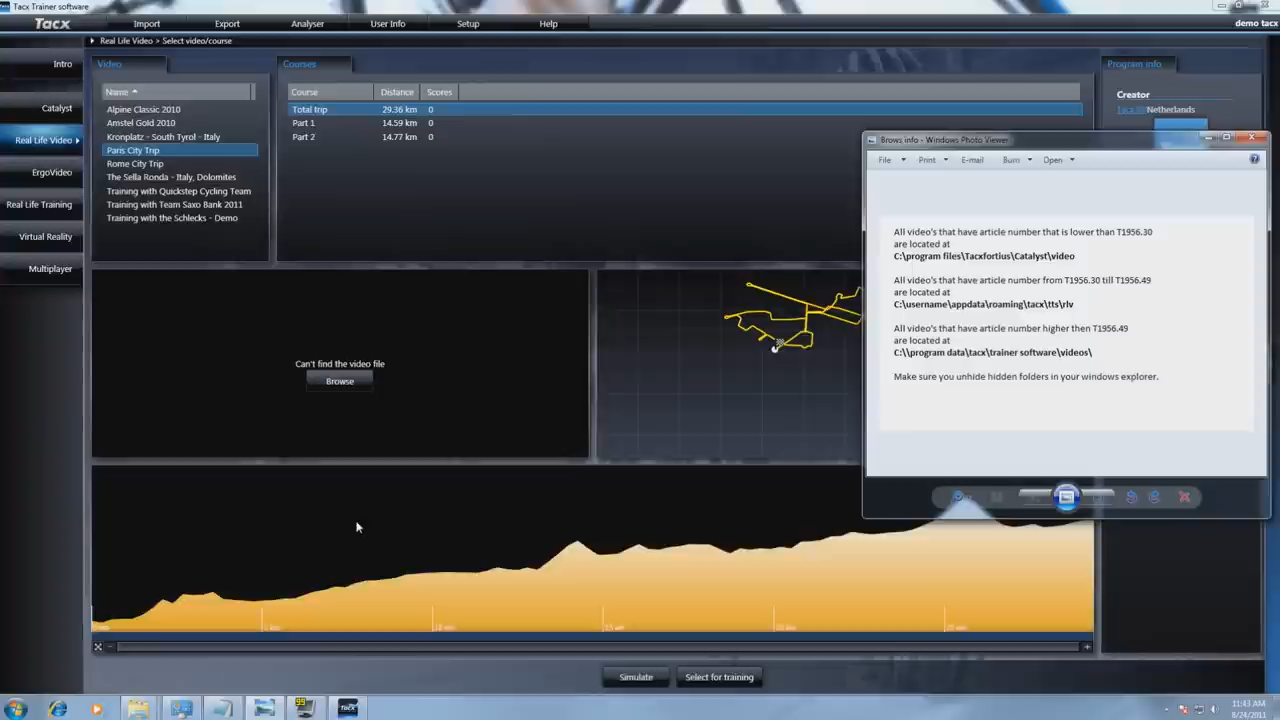 Tacx Trainer software
Tacx
Import
Export
Analyser
User Info
Setup
Help
demo tacx
Real Life Video > Select video/course
Intro
Catalyst
Real Life Video
ErgoVideo
Real Life Training
Virtual Reality
Multiplayer
Video
Name
Alpine Classic 2010
Amstel Gold 2010
Kronplatz - South Tyrol - Italy
Paris City Trip
Rome City Trip
The Sella Ronda - Italy, Dolomites
Training with Quickstep Cycling Team
Training with Team Saxo Bank 2011
Training with the Schlecks - Demo
Courses
Course Distance Scores
Total trip 29.36 km 0
Part 1 14.59 km 0
Part 2 14.77 km 0
Program info
Creator
Netherlands
Can't find the video file
Browse
Brows info - Windows Photo Viewer
File Print E-mail Burn Open
All video's that have article number that is lower than T1956.30
are located at
C:\program files\Tacxfortius\Catalyst\video
All video's that have article number from T1956.30 till T1956.49
are located at
C:\username\appdata\roaming\tacx\tts\rlv
All video's that have article number higher then T1956.49
are located at
C:\\program data\tacx\trainer software\videos\
Make sure you unhide hidden folders in your windows explorer.
Simulate
Select for training
Tacx
11:43 AM
8/24/2011